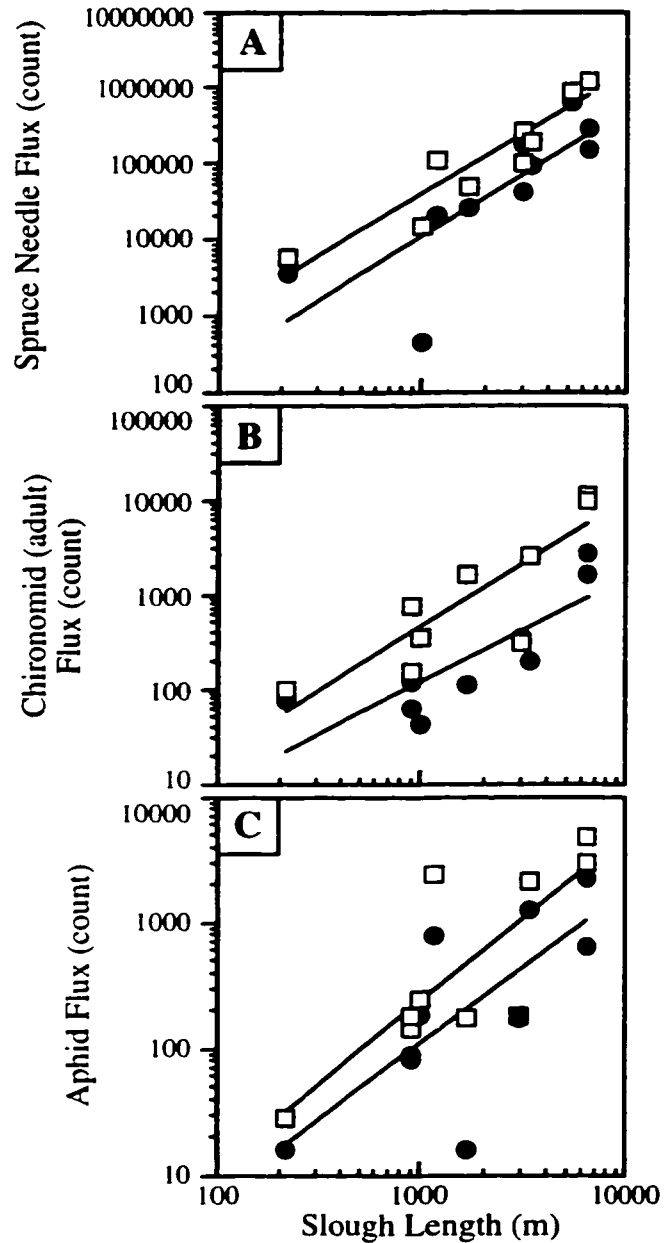 A
Spruce Needle Flux (count)
10000000
1000000
100000
10000
1000
100
B
Chironomid (adult)
Flux (count)
100000
10000
1000
100
10
C
Aphid Flux (count)
10000
1000
100
10
100
1000
10000
Slough Length (m)